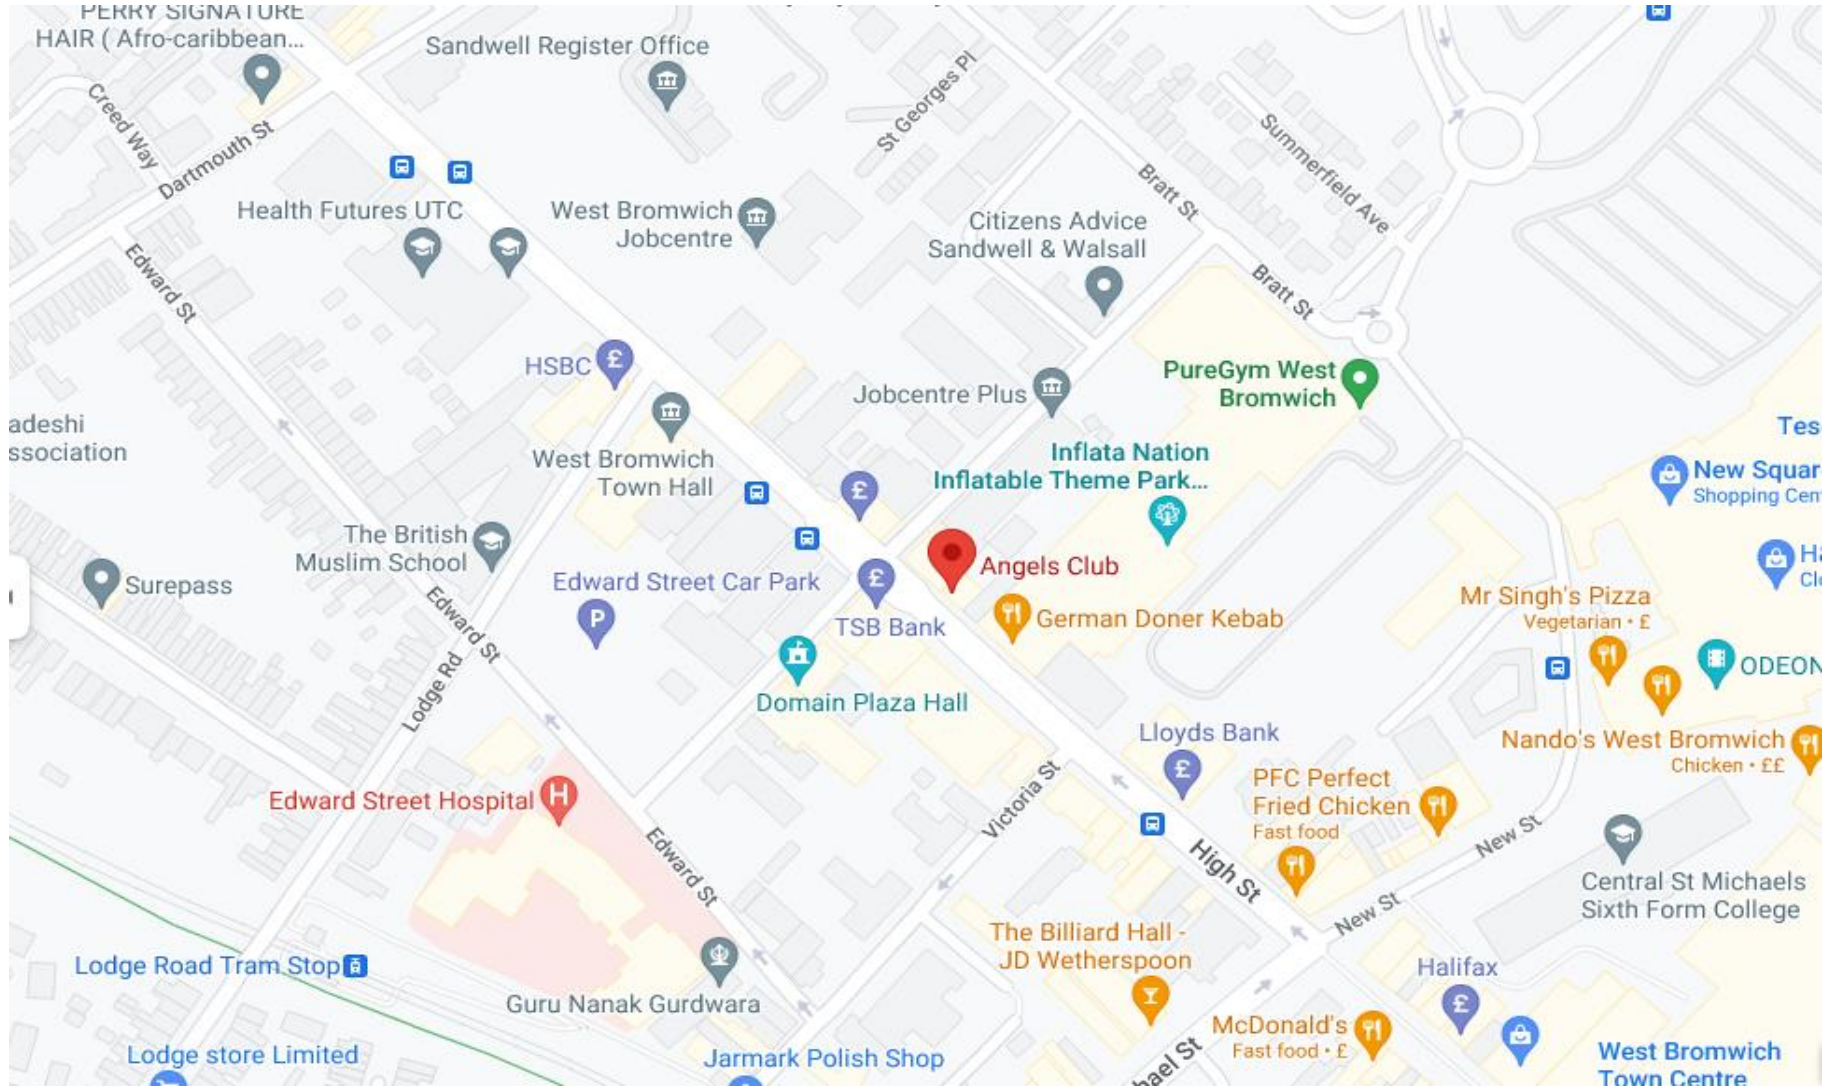 PERRY SIGNATURE
HAIR ( Afro-caribbean...
Sandwell Register Office
Creed Way
Dartmouth St
St Georges Pl
Summerfield Ave
Bratt St
Health Futures UTC
West Bromwich
Jobcentre
Citizens Advice
Sandwell & Walsall
Edward St
Bratt St
HSBC
£
Jobcentre Plus
PureGym West
Bromwich
adeshi
ssociation
West Bromwich
Town Hall
Inflata Nation
Inflatable Theme Park...
Tes
New Squar
Shopping Cen
£
The British
Muslim School
Surepass
Edward Street Car Park
P
£
TSB Bank
Angels Club
German Doner Kebab
Mr Singh's Pizza
Vegetarian • £
Ha
Cl
Edward St
Lodge Rd
Domain Plaza Hall
ODEON
Lloyds Bank
£
Nando's West Bromwich
Chicken • ££
Edward Street Hospital
H
Victoria St
PFC Perfect
Fried Chicken
Fast food
New St
Edward St
High St
Central St Michaels
Sixth Form College
New St
The Billiard Hall -
JD Wetherspoon
Lodge Road Tram Stop
Halifax
£
Guru Nanak Gurdwara
McDonald's
Fast food • £
Lodge store Limited
Jarmark Polish Shop
hael St
West Bromwich
Town Centre